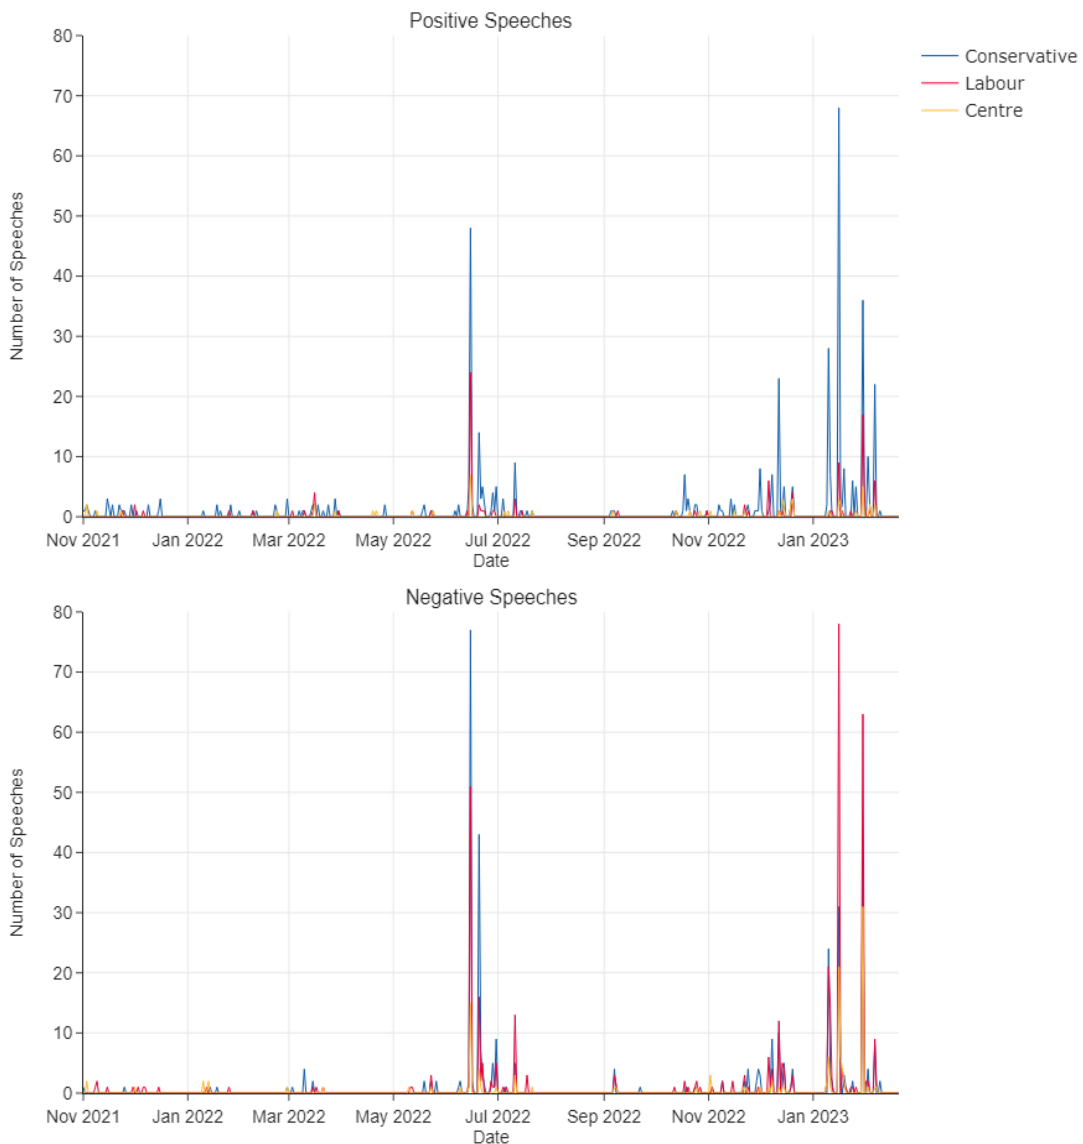 Positive Speeches
80
70
60
50
40
30
20
10
0
Number of Speeches
Nov 2021 Jan 2022 Mar 2022 May 2022 Jul 2022 Sep 2022 Nov 2022 Jan 2023
Date
Conservative
Labour
Centre
Negative Speeches
80
70
60
50
40
30
20
10
0
Number of Speeches
Nov 2021 Jan 2022 Mar 2022 May 2022 Jul 2022 Sep 2022 Nov 2022 Jan 2023
Date